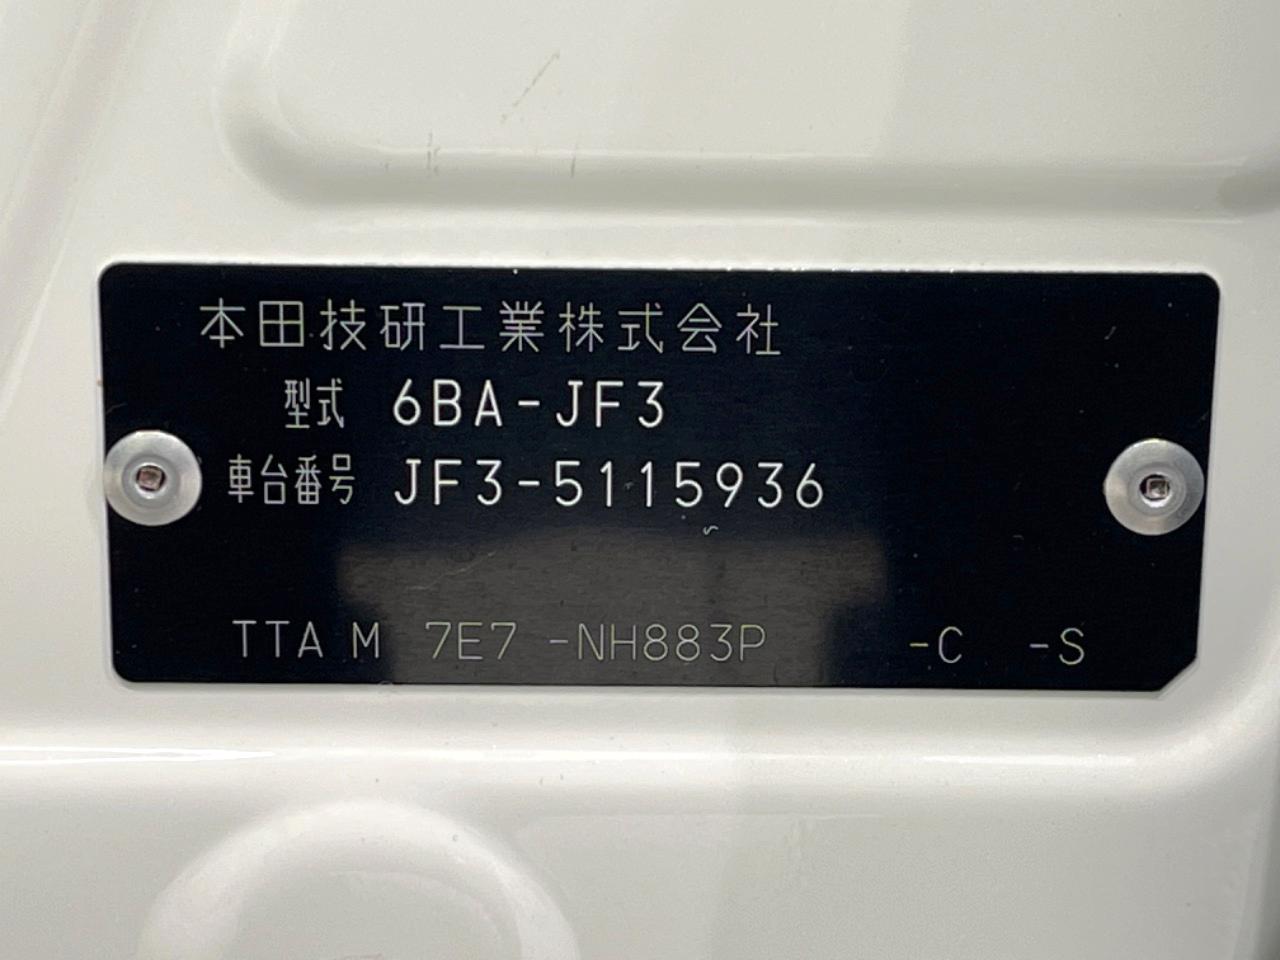 本田技研工業株式会社
型式 6BA-JF3
車台番号 JF3-5115936
TTA M 7E7 -NH883P -C -S